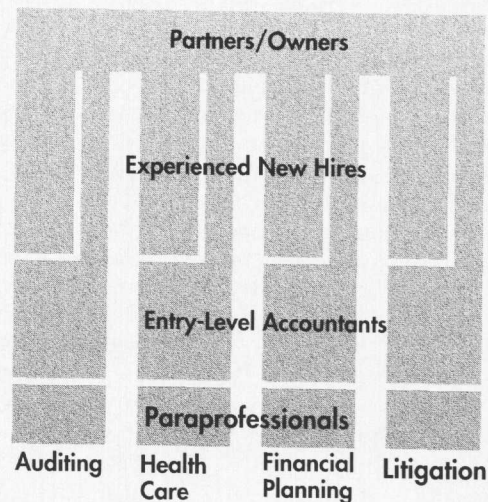 Partners/Owners
Experienced New Hires
Entry-Level Accountants
Paraprofessionals
Auditing
Health
Care
Financial
Planning
Litigation